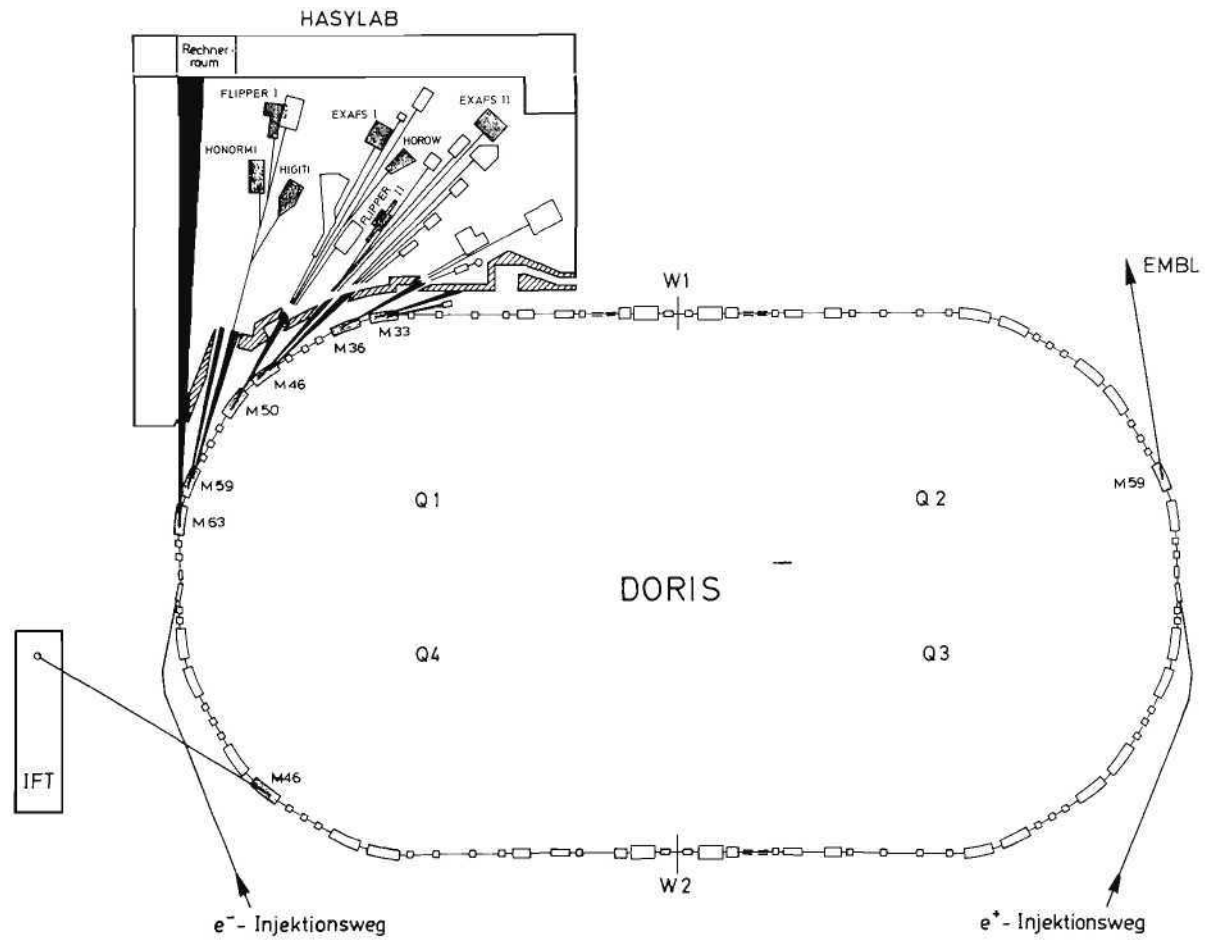 HASYLAB
Rechner-
raum
FLIPPER I
EXAFS I
EXAFS II
HONORMI
HIGITI
HOROW
FLIPPER II
W1
EMBL
M33
M36
M46
M50
M59
M63
Q1
Q2
M59
DORIS
Q4
Q3
IFT
M46
W2
e⁻- Injektionsweg
e⁺- Injektionsweg